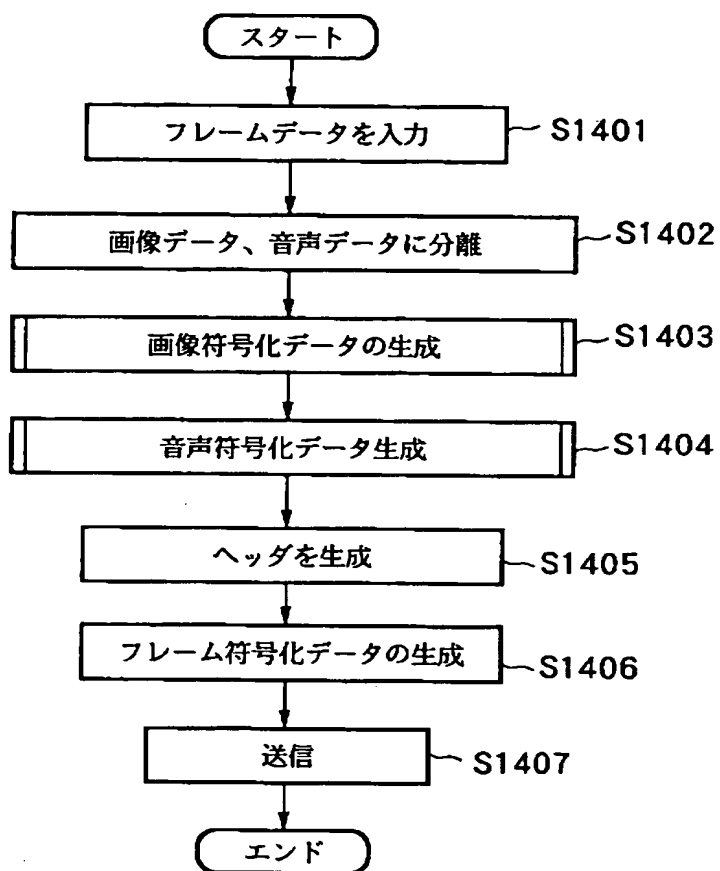 スタート
フレームデータを入力 S1401
画像データ、音声データに分離 S1402
画像符号化データの生成 S1403
音声符号化データ生成 S1404
ヘッダを生成 S1405
フレーム符号化データの生成 S1406
送信 S1407
エンド